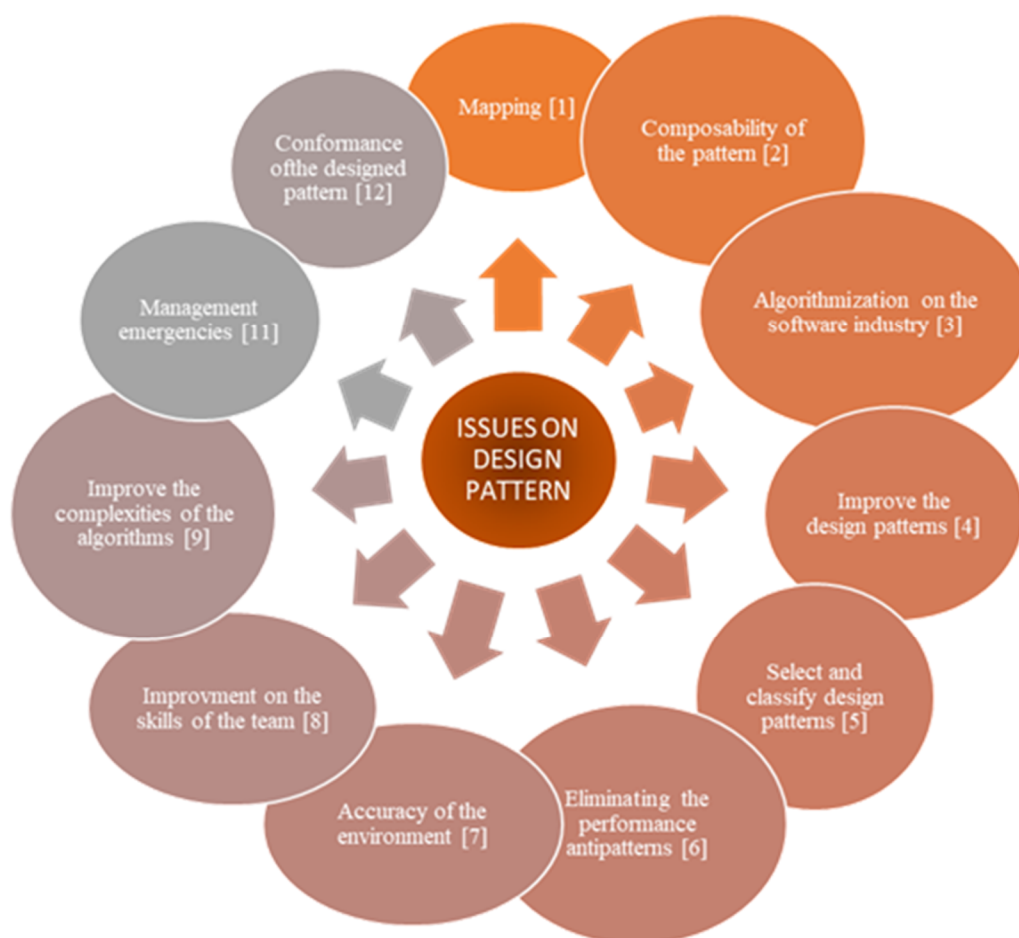 Mapping [1]
Composability of
the pattern [2]
Algorithmization on the
software industry [3]
Improve the
design patterns [4]
Select and
classify design
patterns [5]
Eliminating the
performance
antipatterns [6]
Accuracy of the
environment [7]
Improvment on the
skills of the team [8]
Improve the
complexities of the
algorithms [9]
Management
emergencies [11]
Conformance
ofthe designed
pattern [12]
ISSUES ON
DESIGN
PATTERN